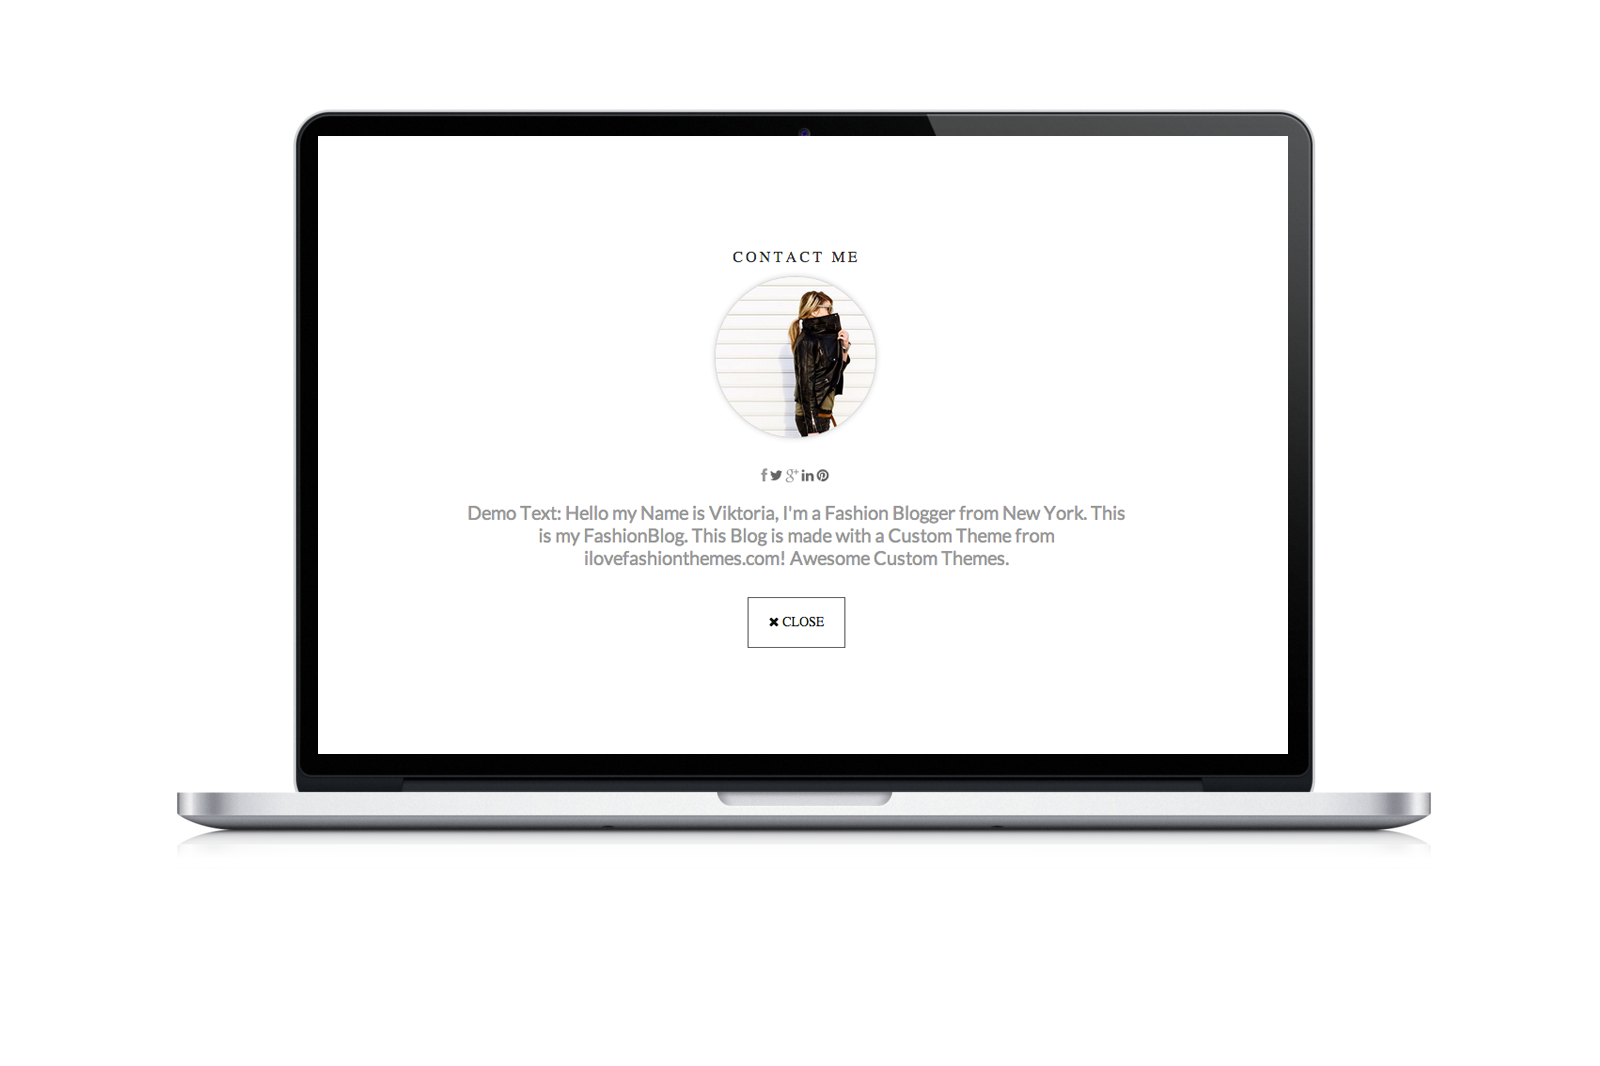 CONTACT ME
Demo Text: Hello my Name is Viktoria, I'm a Fashion Blogger from New York. This
is my FashionBlog. This Blog is made with a Custom Theme from
ilovefashionthemes.com! Awesome Custom Themes.
✖ CLOSE